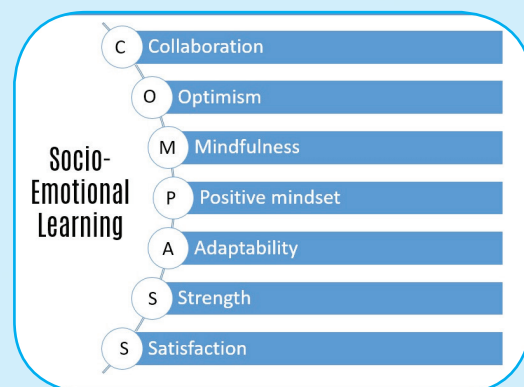 Socio-
Emotional
Learning
C Collaboration
O Optimism
M Mindfulness
P Positive mindset
A Adaptability
S Strength
S Satisfaction